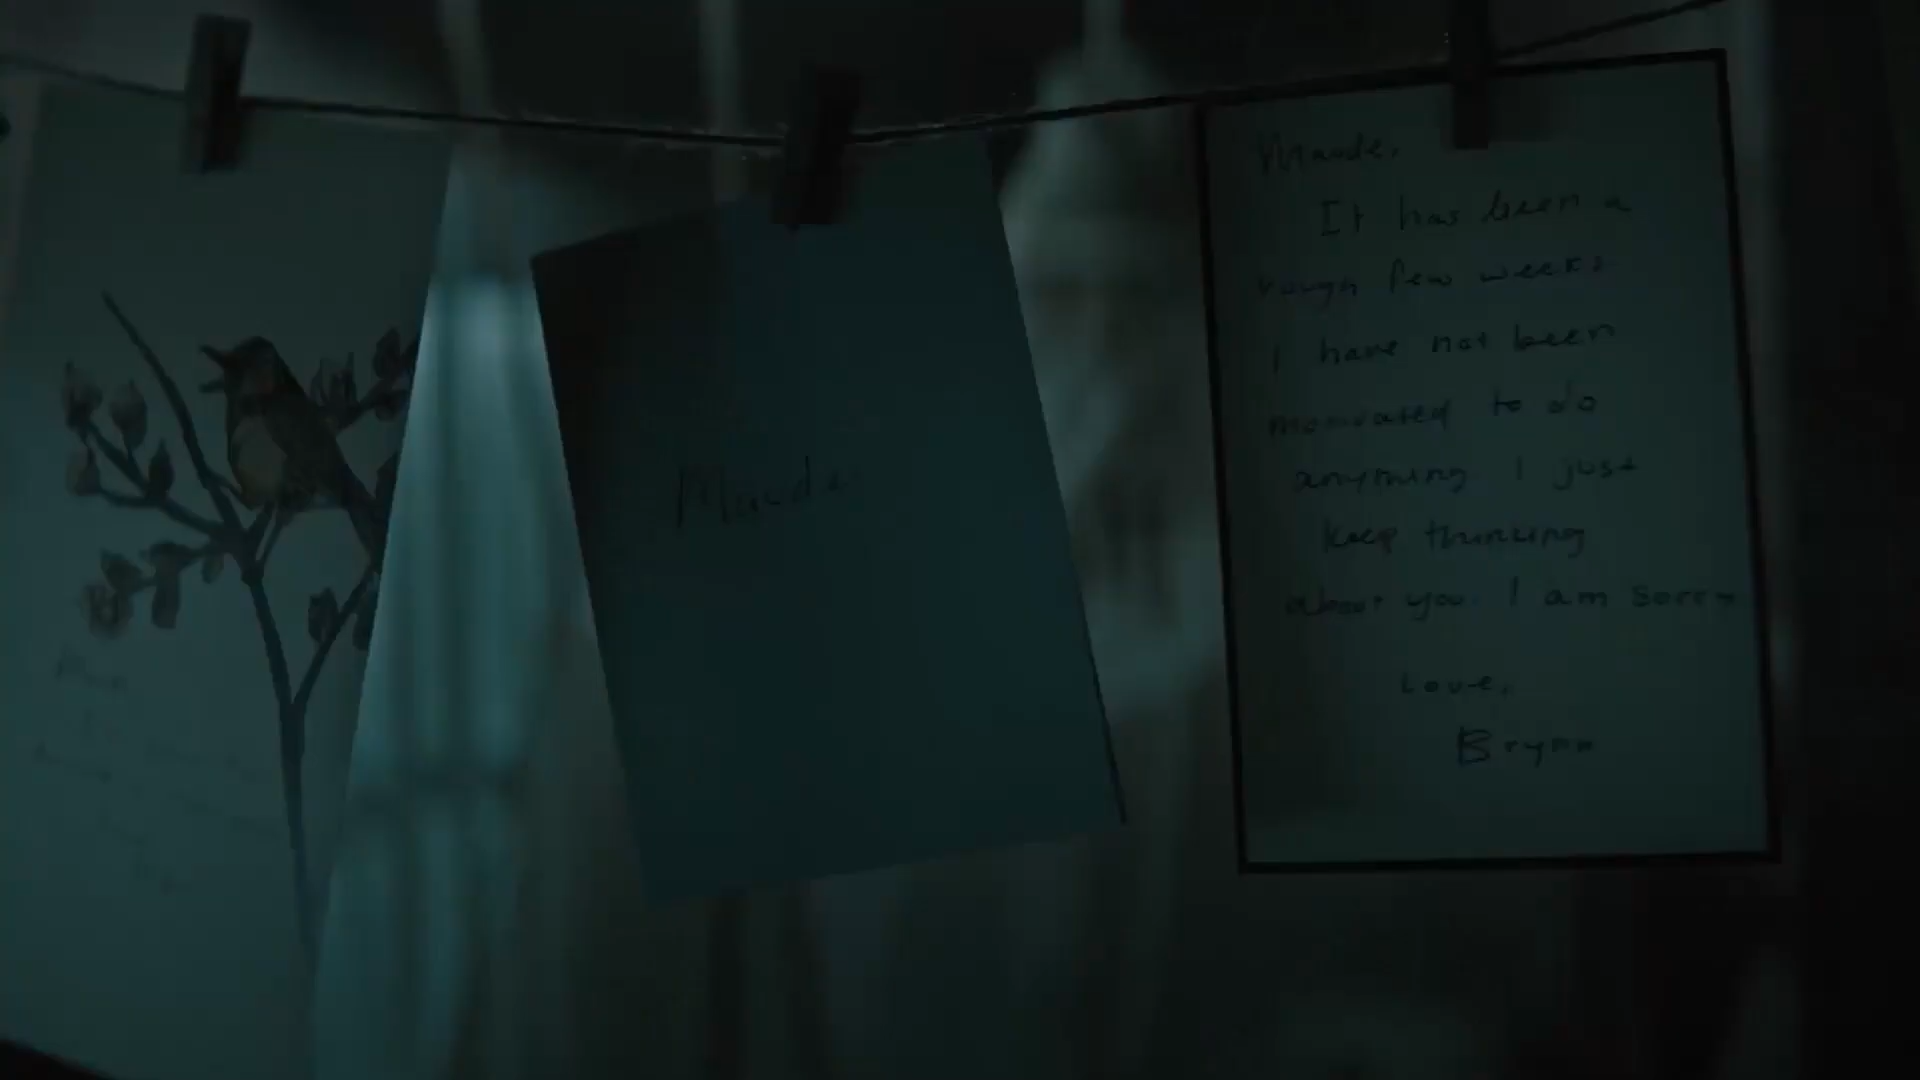 Maude.
Maude,
It has been a
rough few weeks
I have not been
motivated to do
anything I just
keep thinking
about you. I am sorry
Love,
Brynn